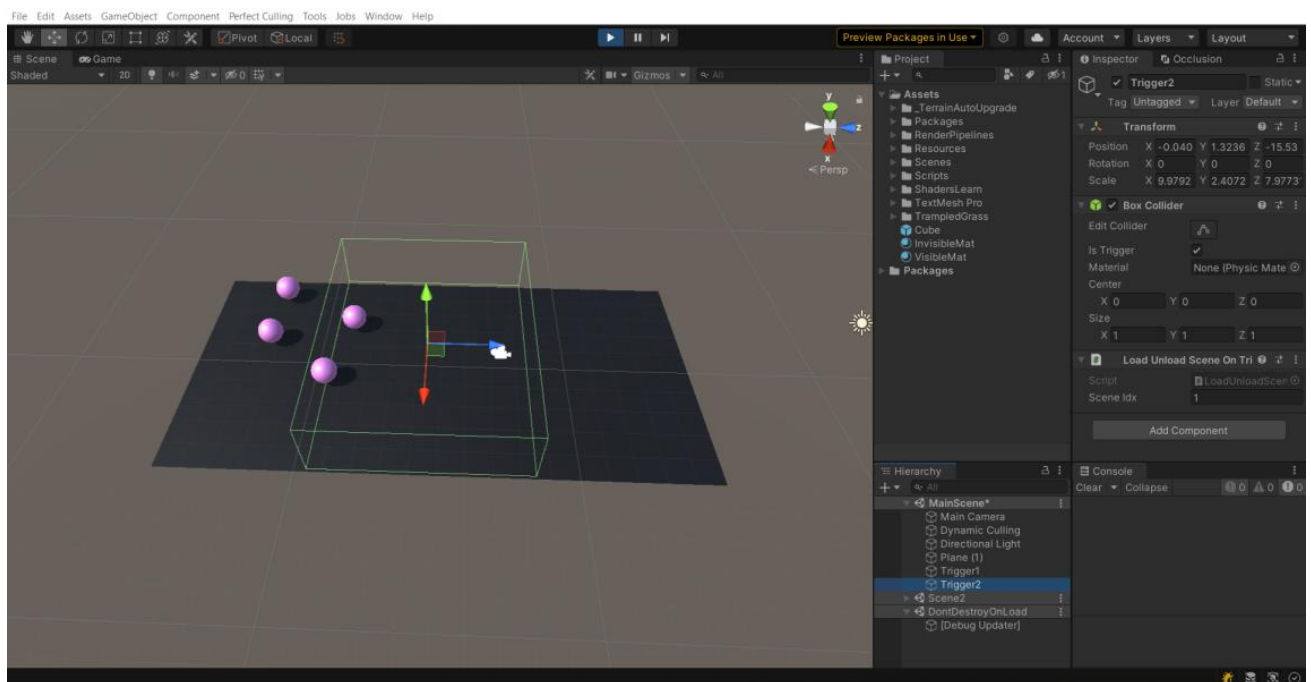 File Edit Assets GameObject Component Perfect Culling Tools Jobs Window Help
Pivot Local
Preview Packages in Use
Account Layers Layout
Scene Game
Shaded 2D 0 Gizmos All
y
z
x
Persp
Project
1
Assets
_TerrainAutoUpgrade
Packages
RenderPipelines
Resources
Scenes
Scripts
ShadersLearn
TextMesh Pro
TrampledGrass
Cube
InvisibleMat
VisibleMat
Packages
Inspector Occlusion
Trigger2 Static
Tag Untagged Layer Default
Transform
Position X -0.040 Y 1.3236 Z -15.53
Rotation X 0 Y 0 Z 0
Scale X 9.9792 Y 2.4072 Z 7.9773
Box Collider
Edit Collider
Is Trigger
Material None (Physic Mate
Center
X 0 Y 0 Z 0
Size
X 1 Y 1 Z 1
Load Unload Scene On Tri
Script LoadUnloadScen
Scene Idx 1
Add Component
Hierarchy
All
MainScene*
Main Camera
Dynamic Culling
Directional Light
Plane (1)
Trigger1
Trigger2
Scene2
DontDestroyOnLoad
[Debug Updater]
Console
Clear Collapse 0 0 0